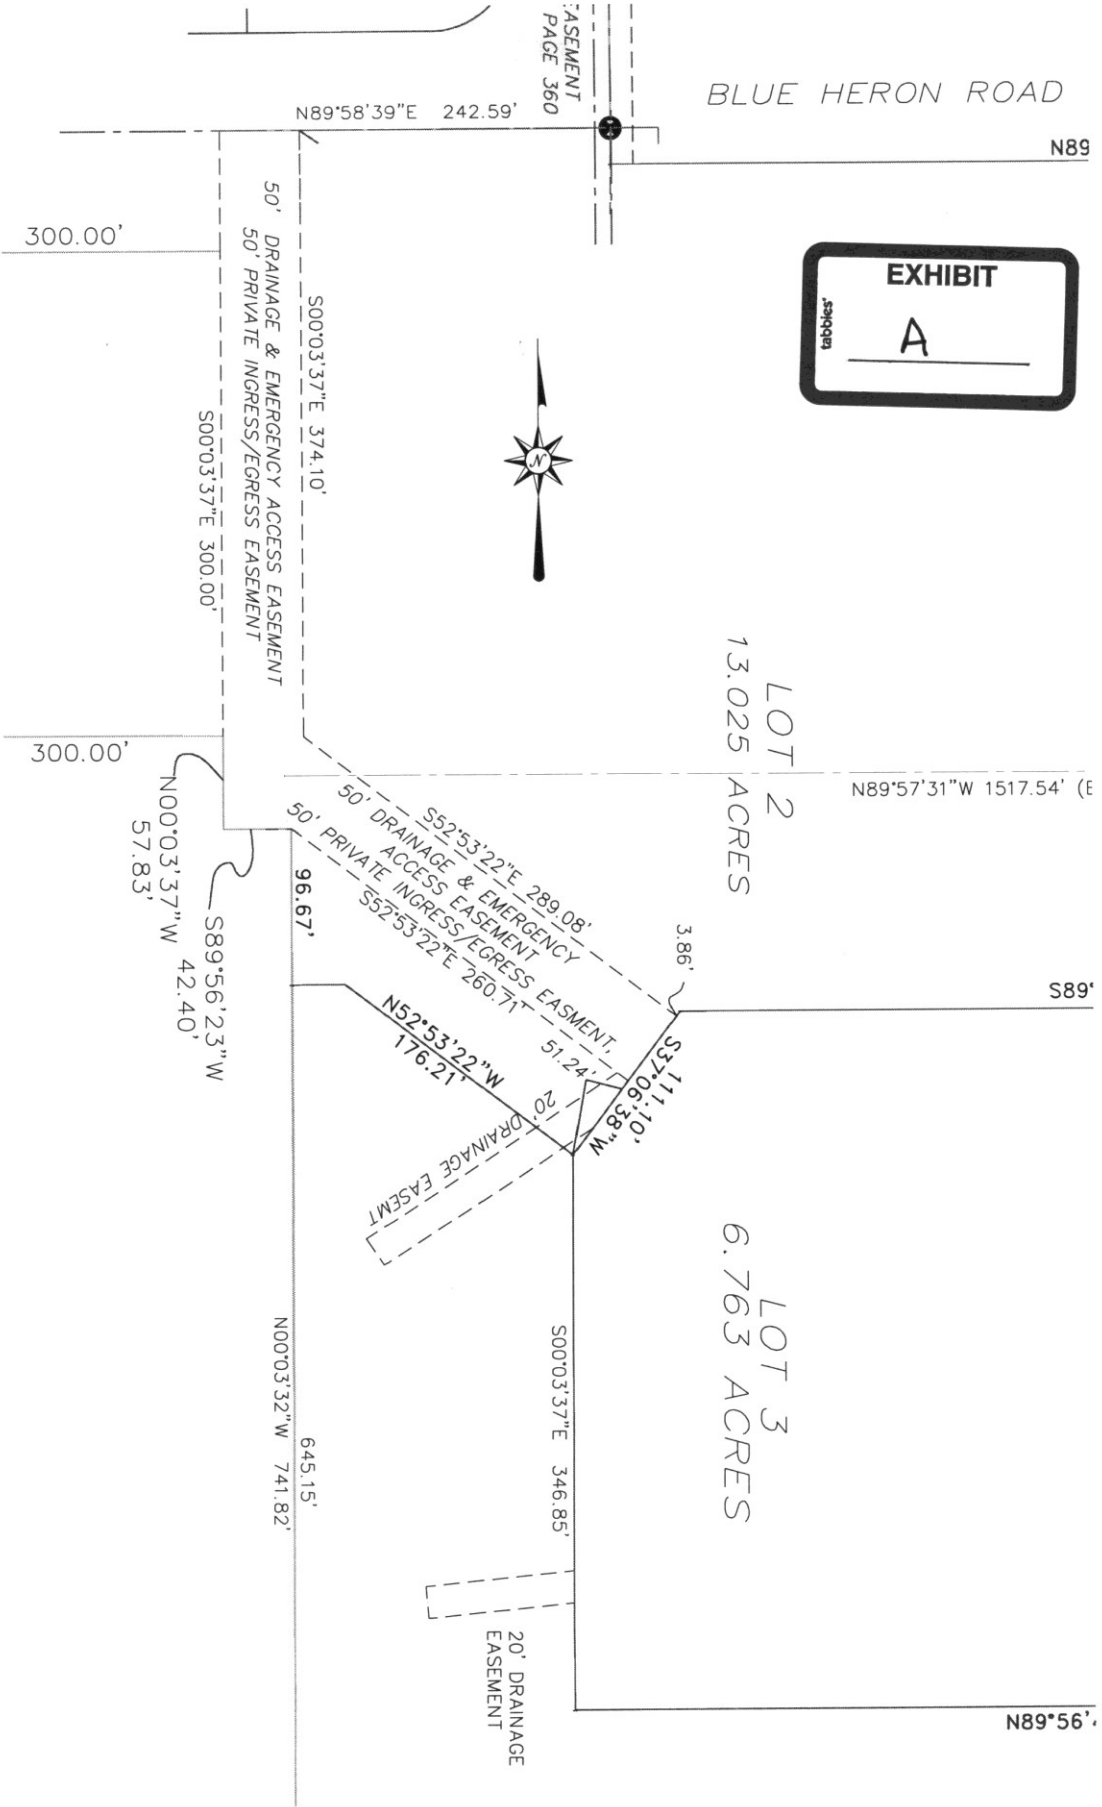 :ASEMENT
PAGE 360
BLUE HERON ROAD
N89°58'39"E 242.59'
N89
300.00'
50' DRAINAGE & EMERGENCY ACCESS EASEMENT
50' PRIVATE INGRESS/EGRESS EASEMENT
S00°03'37"E 374.10'
S00°03'37"E 300.00'
EXHIBIT
A
tabbies'
N
LOT 2
13.025 ACRES
300.00'
N89°57'31"W 1517.54' (E
N00°03'37"W
57.83'
S89°56'23"W
42.40'
96.67'
S52°53'22"E 289.08'
50' DRAINAGE & EMERGENCY
ACCESS EASEMENT
50' PRIVATE INGRESS/EGRESS EASMENT,
S52°53'22"E 260.71'
3.86'
S89°
N52°53'22"W
176.21'
51.24'
111.10'
S37°06'38"W
20'
DRAINAGE EASEMT
LOT 3
6.763 ACRES
S00°03'37"E 346.85'
N00°03'32"W 741.82'
645.15'
20' DRAINAGE
EASEMENT
N89°56'